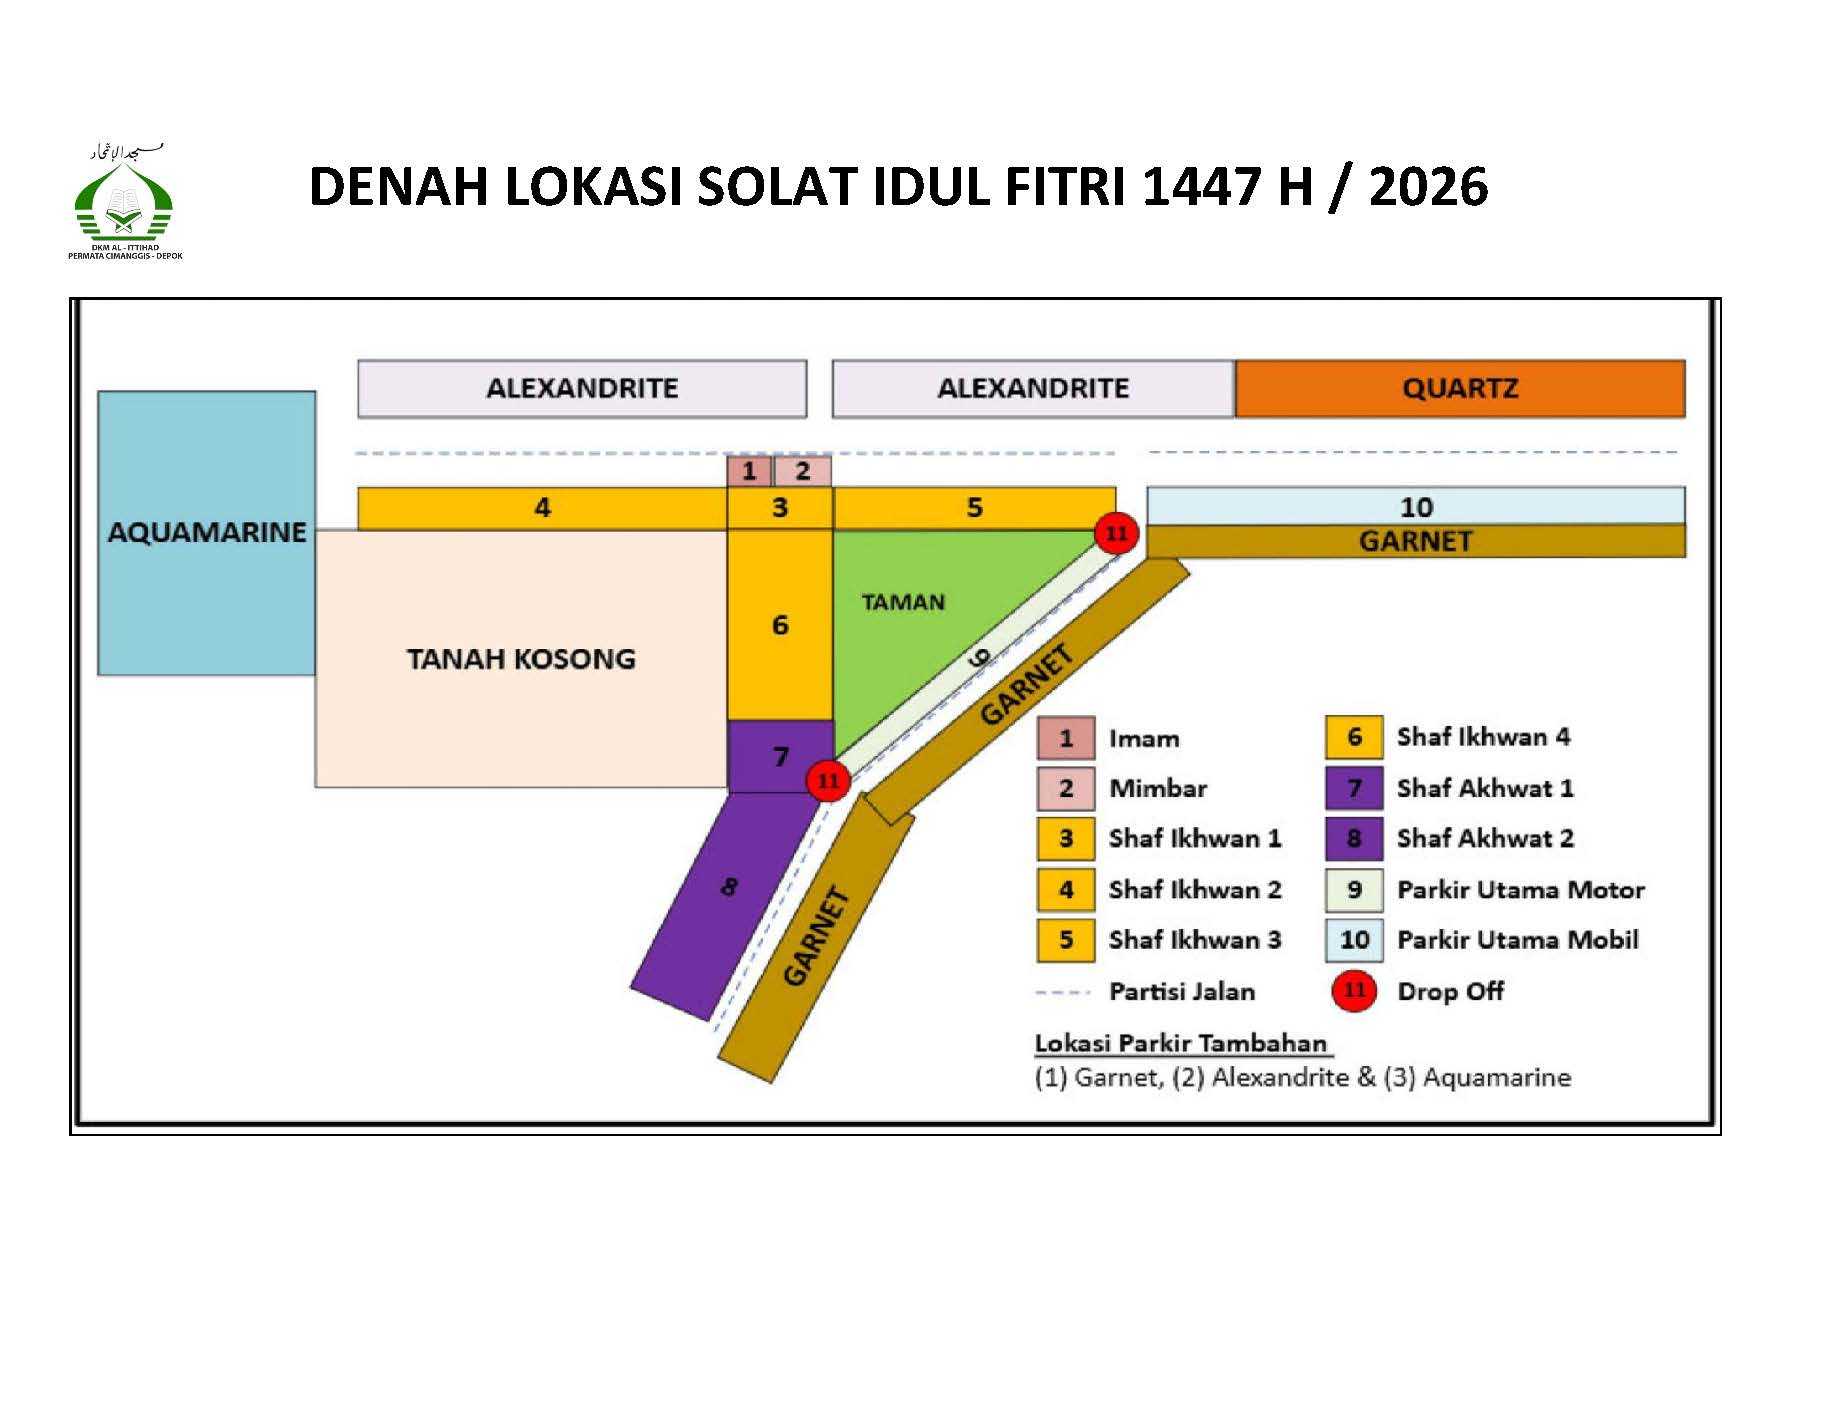 مسجد الإتحاد
DKM AL - ITTIHAD
PERMATA CIMANGGIS - DEPOK
DENAH LOKASI SOLAT IDUL FITRI 1447 H / 2026
ALEXANDRITE
ALEXANDRITE
QUARTZ
AQUAMARINE
1
2
4
3
5
10
11
GARNET
TANAH KOSONG
6
TAMAN
9
GARNET
7
11
8
GARNET
1 Imam
2 Mimbar
3 Shaf Ikhwan 1
4 Shaf Ikhwan 2
5 Shaf Ikhwan 3
Partisi Jalan
6 Shaf Ikhwan 4
7 Shaf Akhwat 1
8 Shaf Akhwat 2
9 Parkir Utama Motor
10 Parkir Utama Mobil
11 Drop Off
Lokasi Parkir Tambahan
(1) Garnet, (2) Alexandrite & (3) Aquamarine